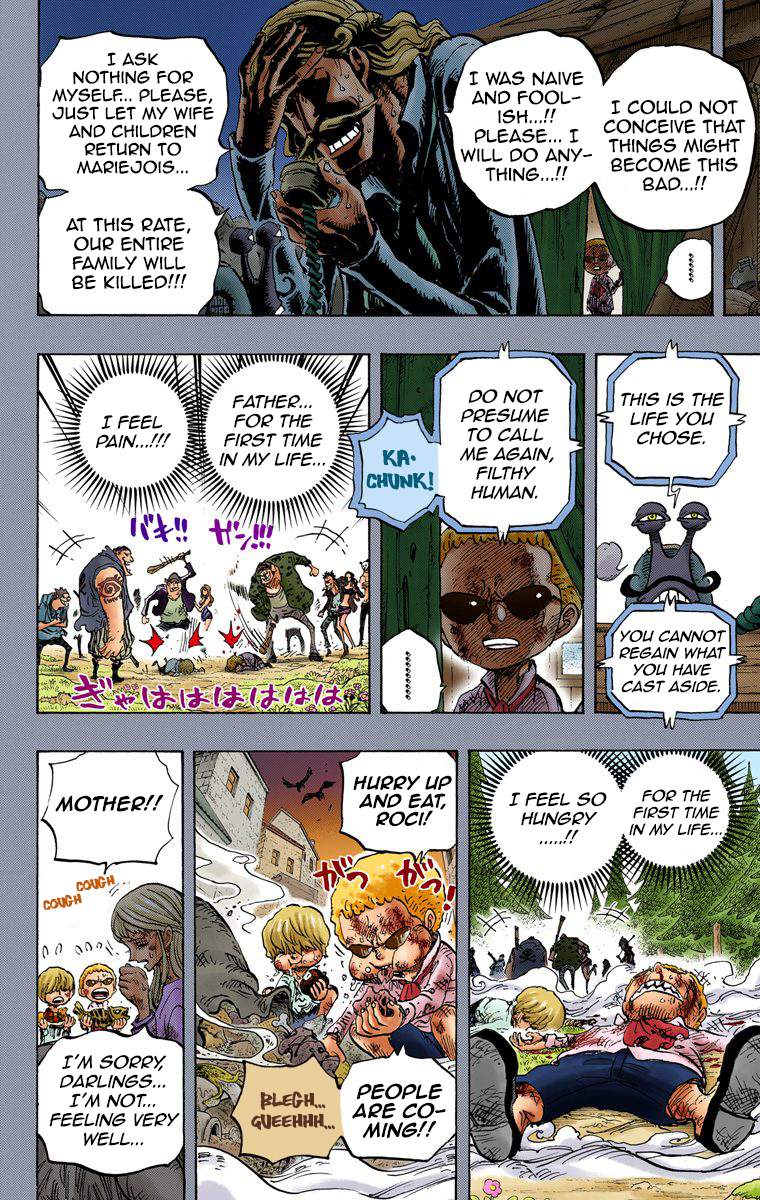 I COULD NOT
CONCEIVE THAT
THINGS MIGHT
BECOME THIS
BAD...!!
I WAS NAIVE
AND FOOL-
ISH...!!
PLEASE... I
WILL DO ANY-
THING...!!
I ASK
NOTHING FOR
MYSELF... PLEASE,
JUST LET MY WIFE
AND CHILDREN
RETURN TO
MARIEJOIS...
AT THIS RATE,
OUR ENTIRE
FAMILY WILL
BE KILLED!!!
THIS IS THE
LIFE YOU
CHOSE.
YOU CANNOT
REGAIN WHAT
YOU HAVE
CAST ASIDE.
DO NOT
PRESUME
TO CALL
ME AGAIN,
FILTHY
HUMAN.
KA-
CHUNK!
FATHER...
FOR THE
FIRST TIME
IN MY LIFE...
I FEEL
PAIN...!!!
ガン!!!
バキ!!
ぎゃははははははは
FOR THE
FIRST TIME
IN MY LIFE...
I FEEL SO
HUNGRY
.....!!
HURRY UP
AND EAT,
ROCI!
がつ がつ!
BLEGH...
GUEEHHH...
PEOPLE
ARE CO-
MING!!
MOTHER!!
COUGH
COUGH
I'M SORRY,
DARLINGS...
I'M NOT...
FEELING VERY
WELL...